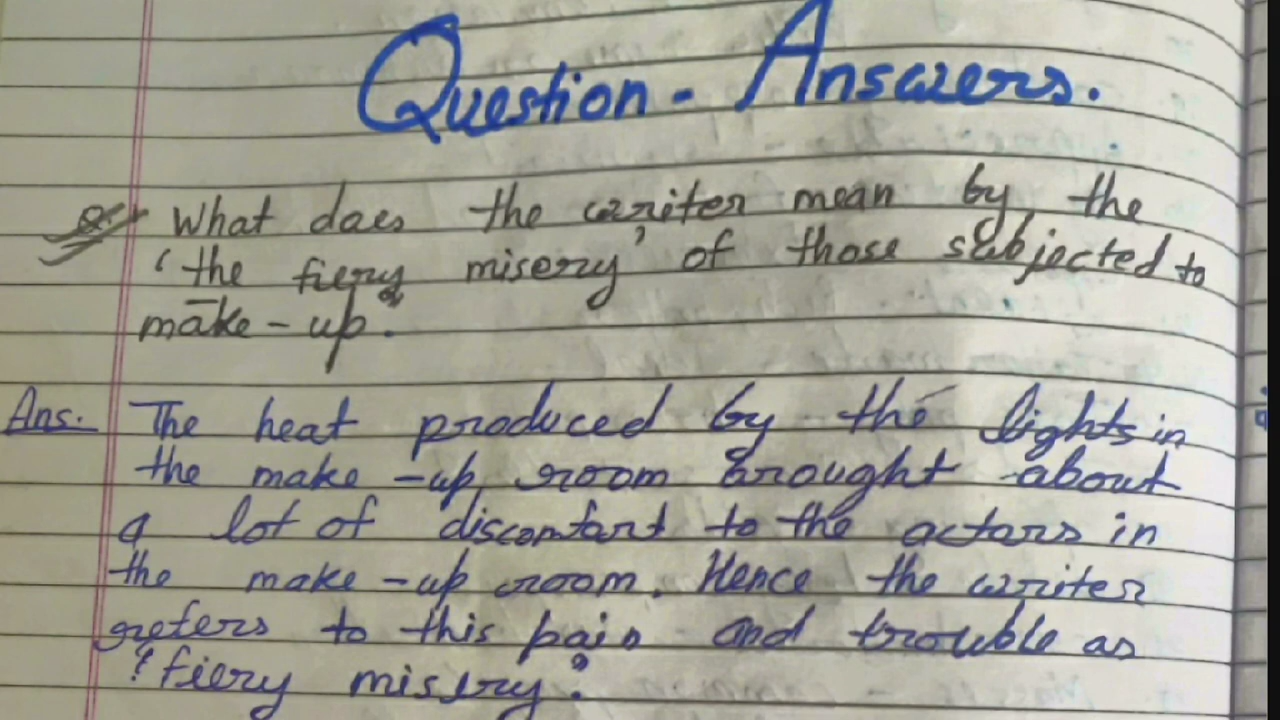 Question - Answers.
Q. What does the writer mean by the
'the fiery misery' of those subjected to
make-up.
Ans. The heat produced by the lights in
the make-up room brought about
a lot of discomfort to the actors in
the make-up room. Hence the writer
refers to this pain and trouble as
'fiery misery'.